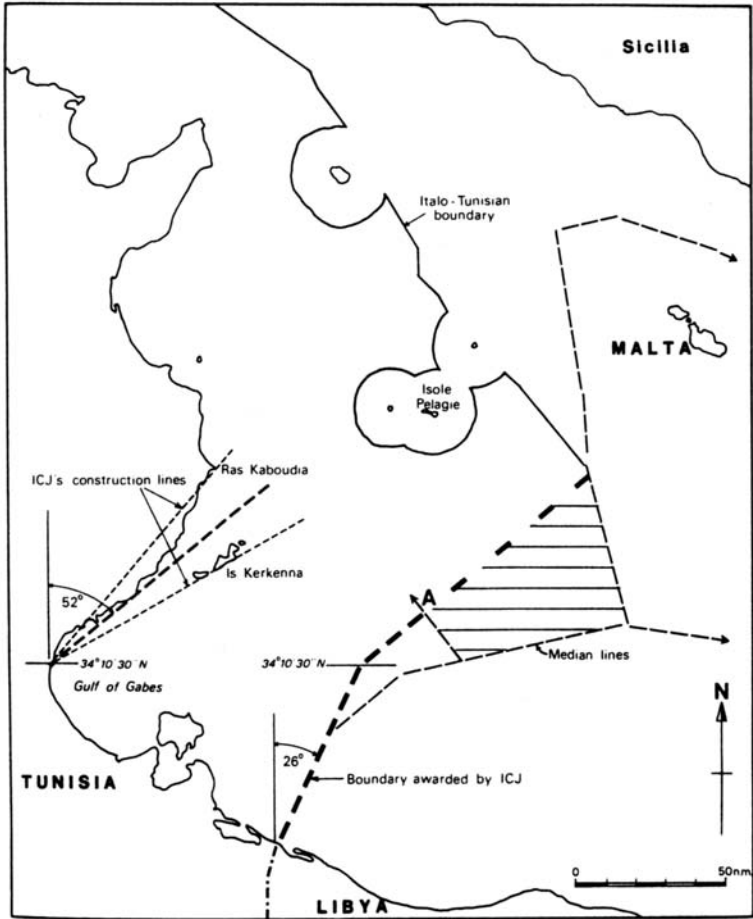 Sicilia
Italo-Tunisian
boundary
MALTA
Isole
Pelagie
ICJ's construction lines
Ras Kaboudia
Is Kerkenna
52°
A
34° 10' 30" N
34° 10' 30" N
Gulf of Gabes
Median lines
N
26°
TUNISIA
Boundary awarded by ICJ
0
50n.m.
LIBYA